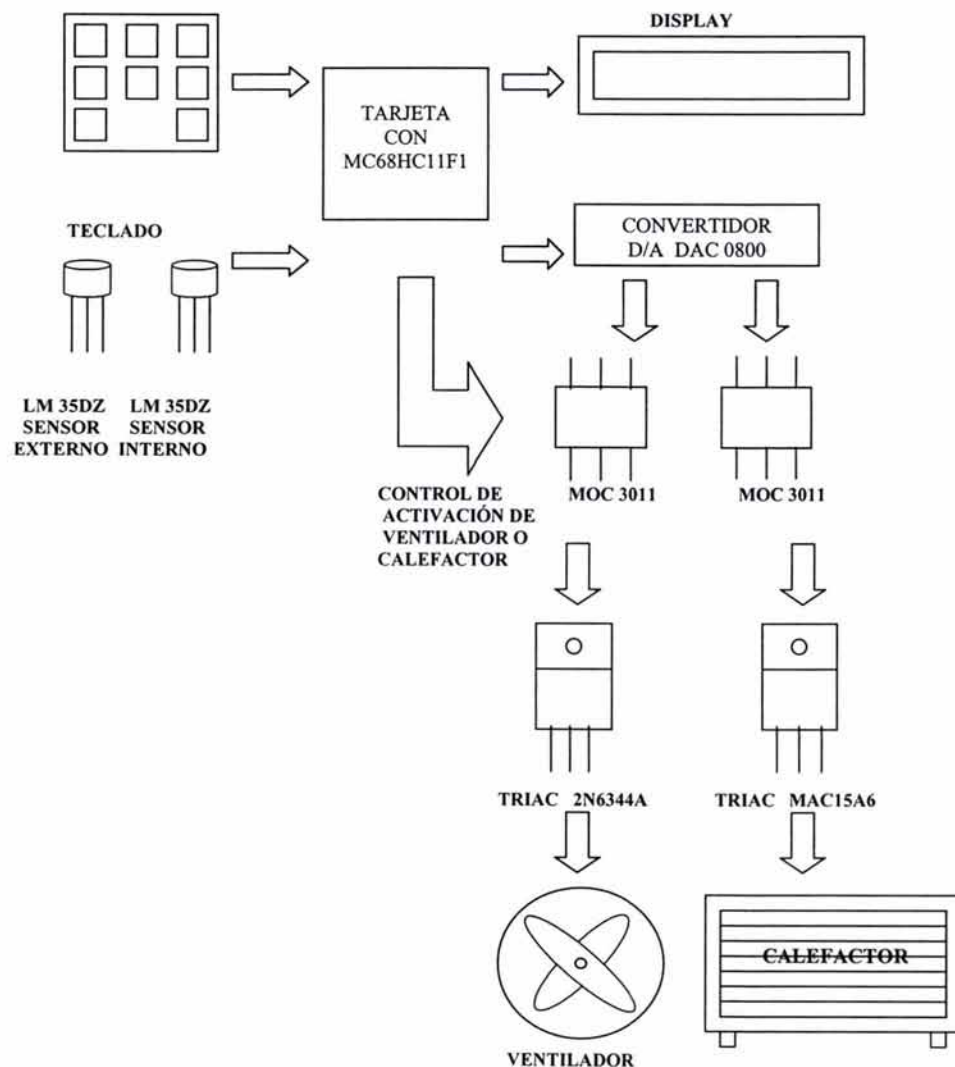 DISPLAY
TARJETA
CON
MC68HC11F1
TECLADO
CONVERTIDOR
D/A DAC 0800
LM 35DZ
SENSOR
EXTERNO
LM 35DZ
SENSOR
INTERNO
CONTROL DE
ACTIVACIÓN DE
VENTILADOR O
CALEFACTOR
MOC 3011
MOC 3011
TRIAC 2N6344A
TRIAC MAC15A6
CALEFACTOR
VENTILADOR